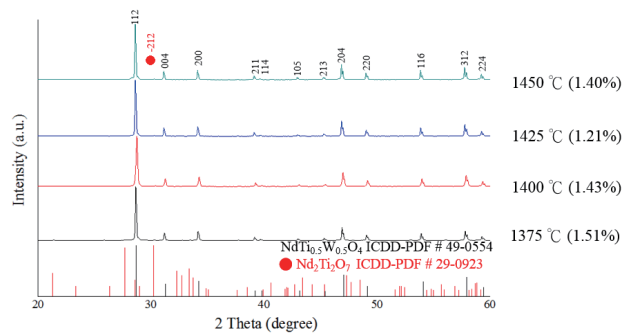 112
-212
004
200
211
114
105
213
204
220
116
312
224
1450 ℃ (1.40%)
1425 ℃ (1.21%)
1400 ℃ (1.43%)
1375 ℃ (1.51%)
Intensity (a.u.)
NdTi0.5W0.5O4 ICDD-PDF # 49-0554
Nd2Ti2O7 ICDD-PDF # 29-0923
20
30
40
50
60
2 Theta (degree)